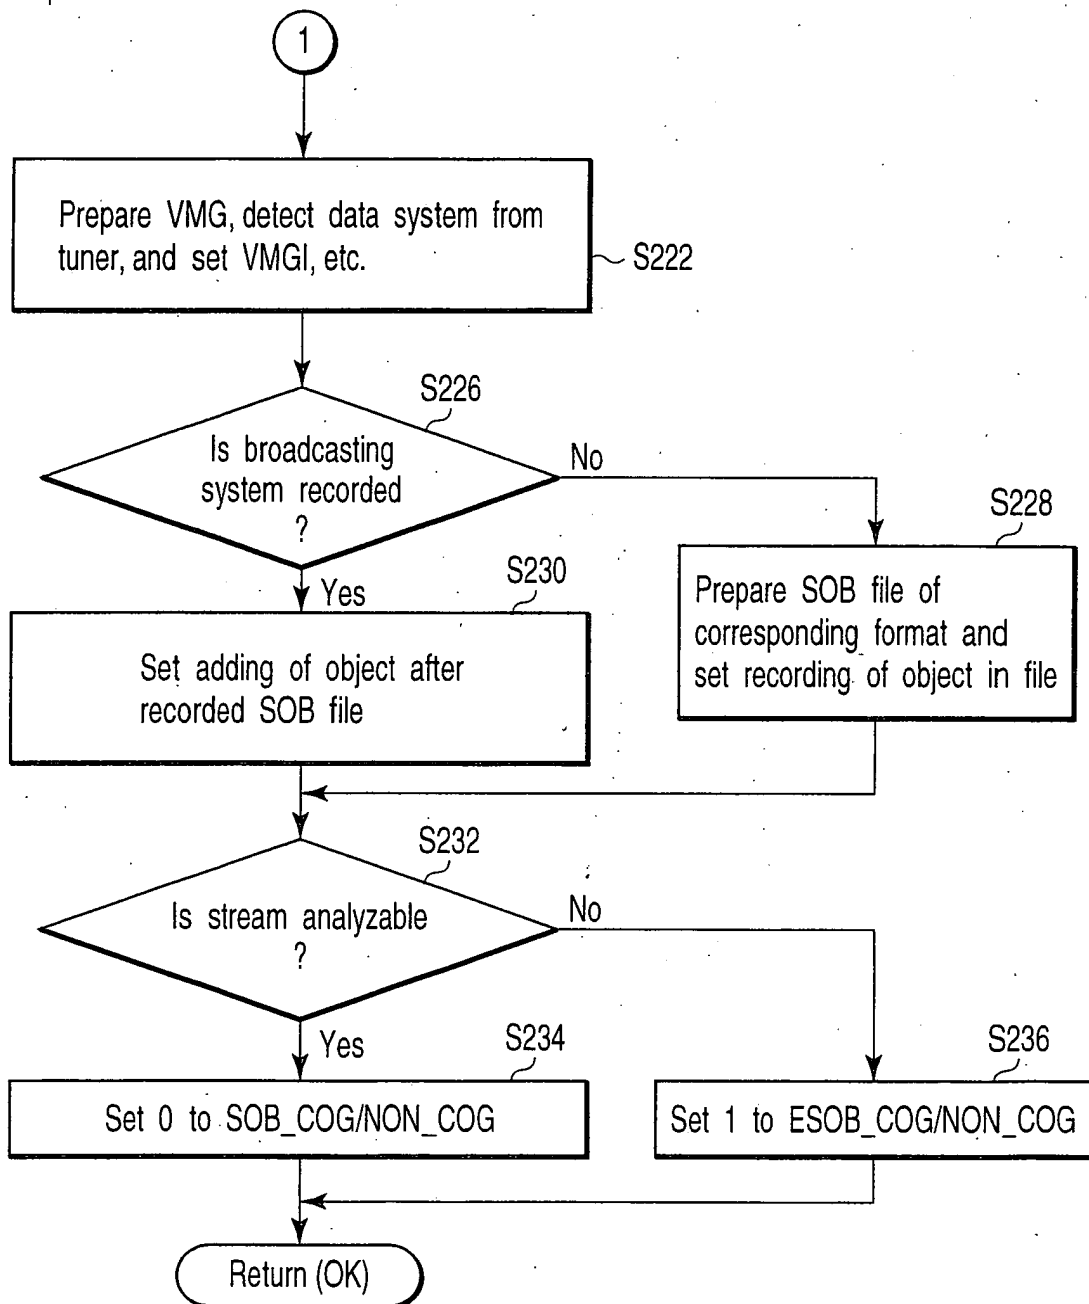 1
Prepare VMG, detect data system from
tuner, and set VMGI, etc.
S222
S226
Is broadcasting
system recorded
?
No
Yes
S228
Prepare SOB file of
corresponding format and
set recording of object in file
S230
Set adding of object after
recorded SOB file
S232
Is stream analyzable
?
No
Yes
S234
Set 0 to SOB_COG/NON_COG
S236
Set 1 to ESOB_COG/NON_COG
Return (OK)